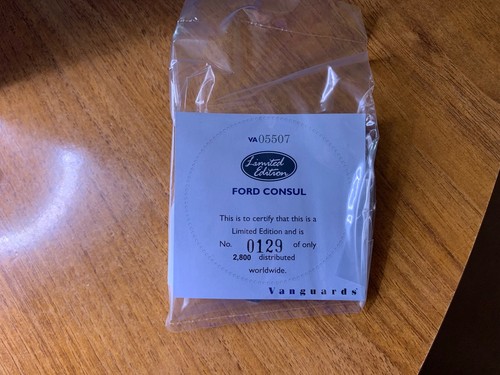 VA05507
Limited
Edition
FORD CONSUL
This is to certify that this is a
Limited Edition and is
No. 0129 of only
2,800 distributed
worldwide.
Vanguards